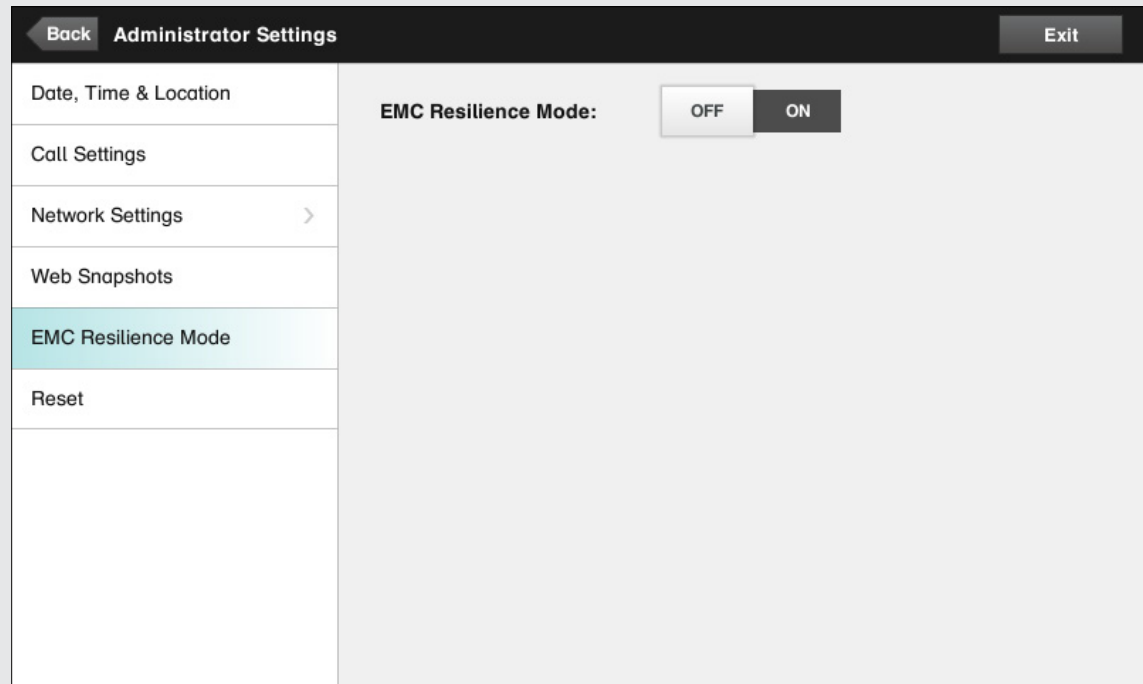 Back Administrator Settings Exit
Date, Time & Location
EMC Resilience Mode: OFF ON
Call Settings
Network Settings
Web Snapshots
EMC Resilience Mode
Reset